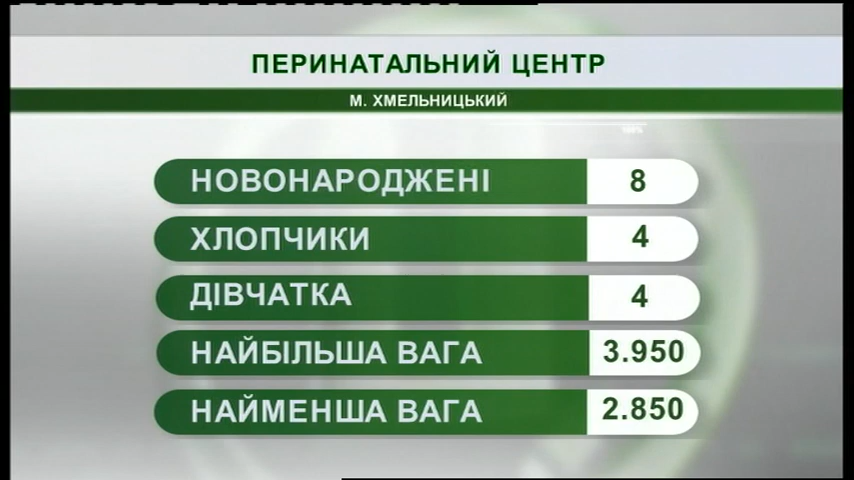 ПЕРИНАТАЛЬНИЙ ЦЕНТР
М. ХМЕЛЬНИЦЬКИЙ
НОВОНАРОДЖЕНІ 8
ХЛОПЧИКИ 4
ДІВЧАТКА 4
НАЙБІЛЬША ВАГА 3.950
НАЙМЕНША ВАГА 2.850